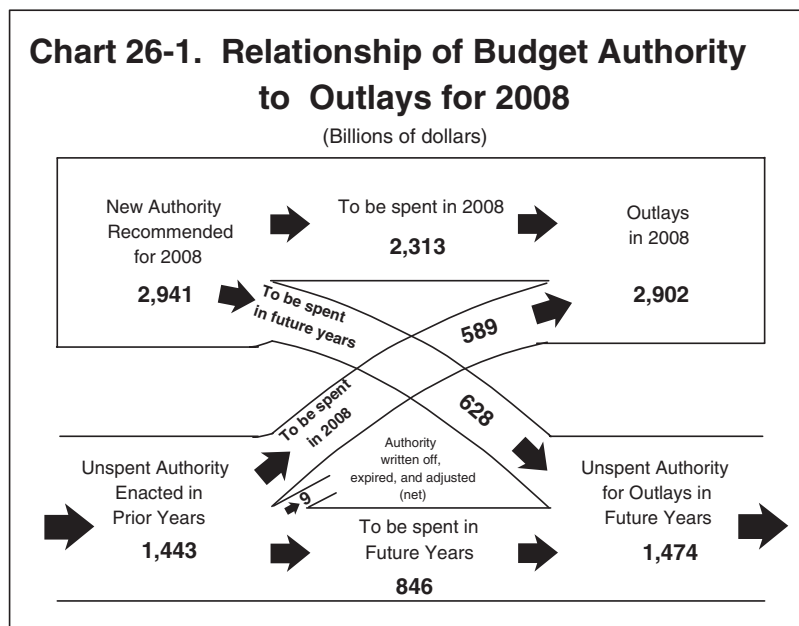 Chart 26-1. Relationship of Budget Authority
to Outlays for 2008
(Billions of dollars)
New Authority
Recommended
for 2008
2,941
To be spent in 2008
2,313
Outlays
in 2008
2,902
To be spent
in future years
589
To be spent
in 2008
628
Authority
written off,
expired, and adjusted
(net)
9
Unspent Authority
Enacted in
Prior Years
1,443
To be spent in
Future Years
846
Unspent Authority
for Outlays in
Future Years
1,474